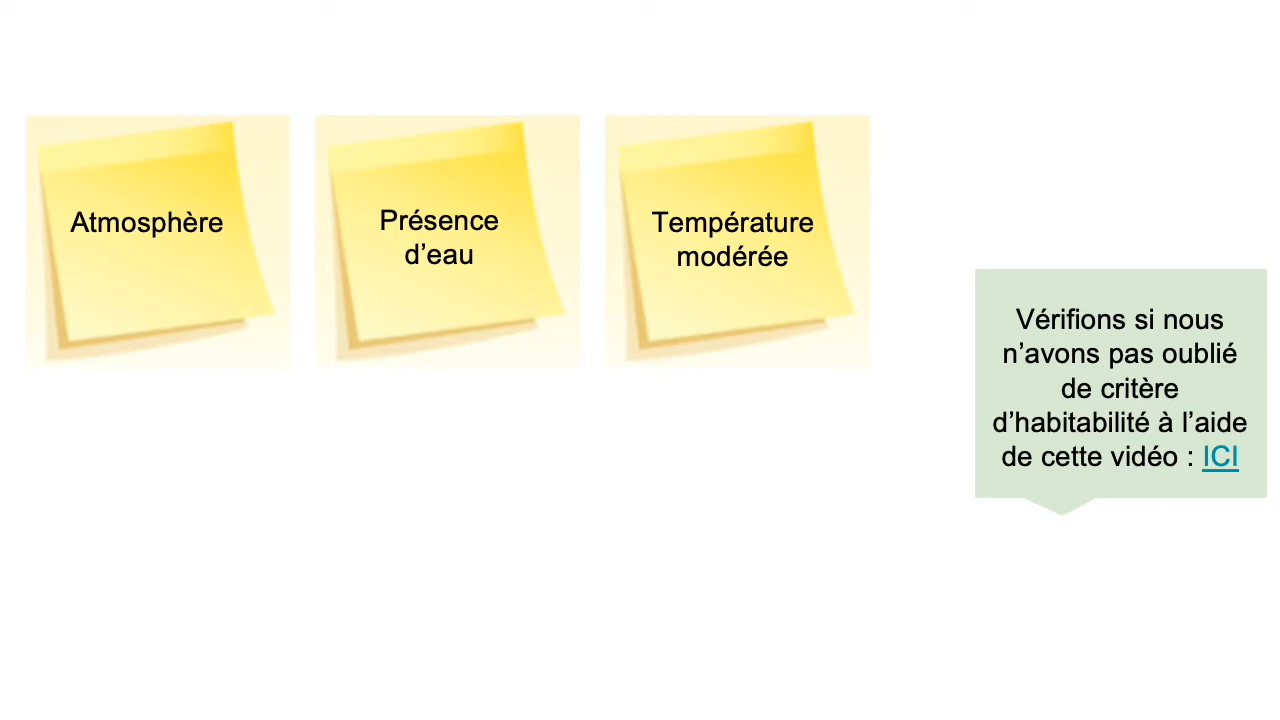 Atmosphère
Présence
d’eau
Température
modérée
Vérifions si nous
n’avons pas oublié
de critère
d’habitabilité à l’aide
de cette vidéo : ICI